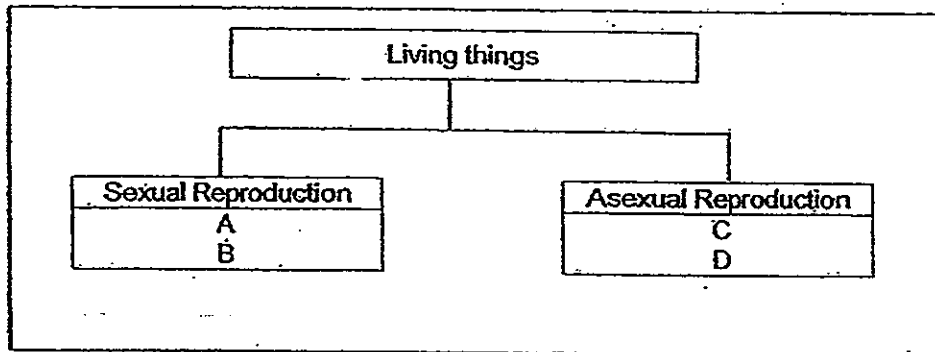 Living things
Sexual Reproduction
A
B
Asexual Reproduction
C
D